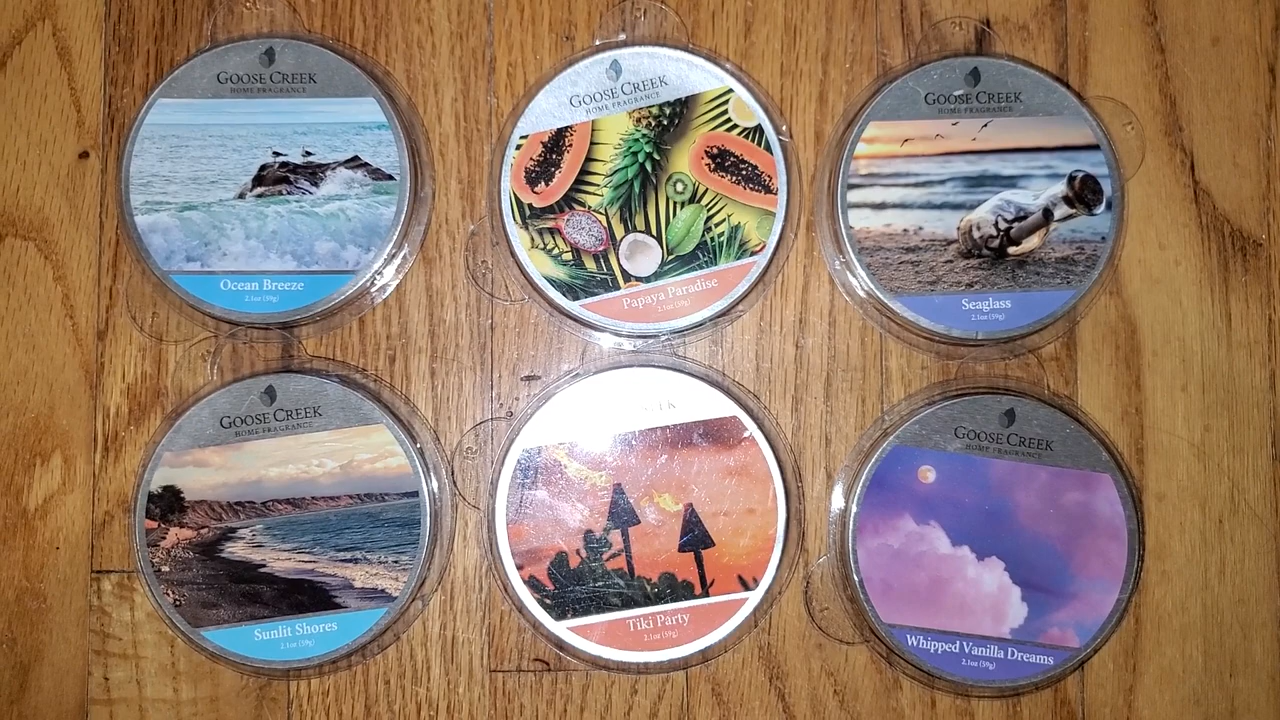 GOOSE CREEK
HOME FRAGRANCE
Ocean Breeze
2.1oz (59g)
GOOSE CREEK
HOME FRAGRANCE
Papaya Paradise
2.1oz (59g)
GOOSE CREEK
HOME FRAGRANCE
Seaglass
2.1oz (59g)
GOOSE CREEK
HOME FRAGRANCE
Sunlit Shores
2.1oz (59g)
Tiki Party
2.1oz (59g)
GOOSE CREEK
HOME FRAGRANCE
Whipped Vanilla Dreams
2.1oz (59g)